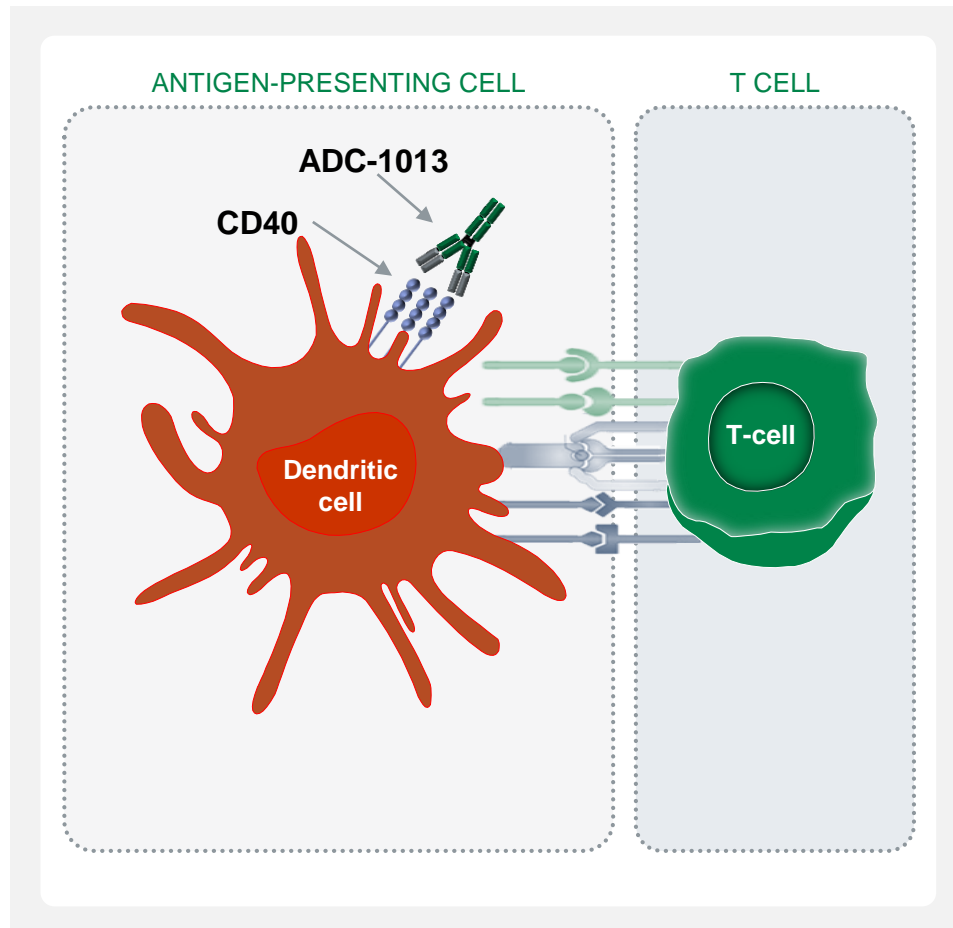 ANTIGEN-PRESENTING CELL
T CELL
ADC-1013
CD40
Dendritic
cell
T-cell